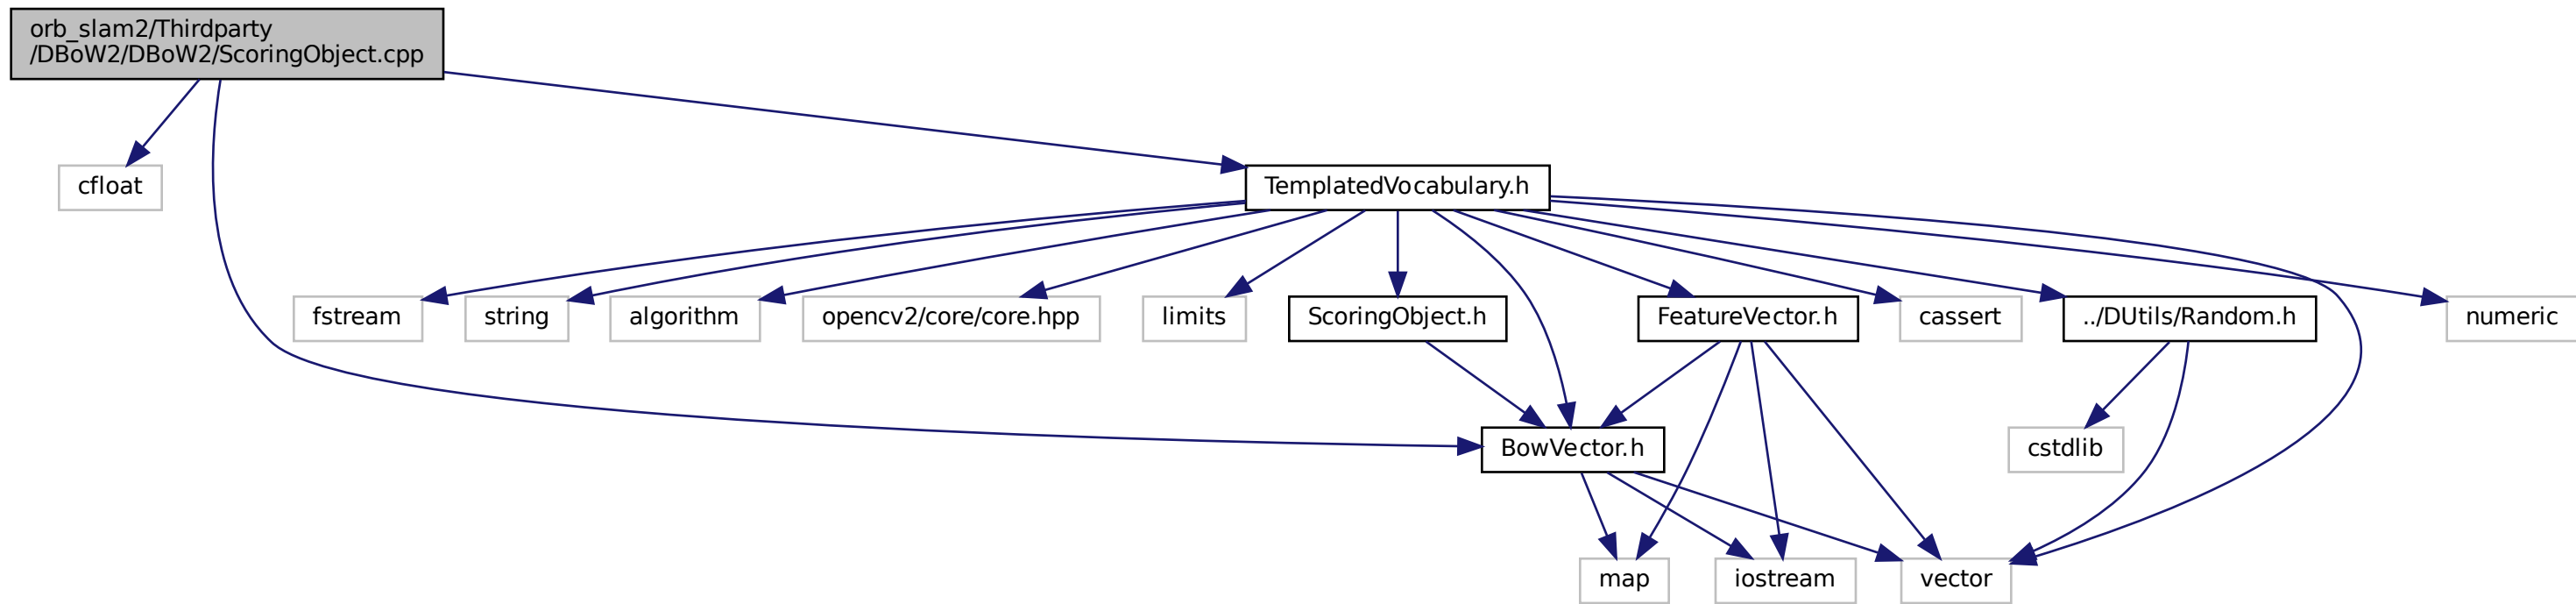 orb_slam2/Thirdparty
/DBoW2/DBoW2/ScoringObject.cpp
cfloat
TemplatedVocabulary.h
fstream
string
algorithm
opencv2/core/core.hpp
limits
ScoringObject.h
FeatureVector.h
cassert
../DUtils/Random.h
numeric
BowVector.h
cstdlib
map
iostream
vector